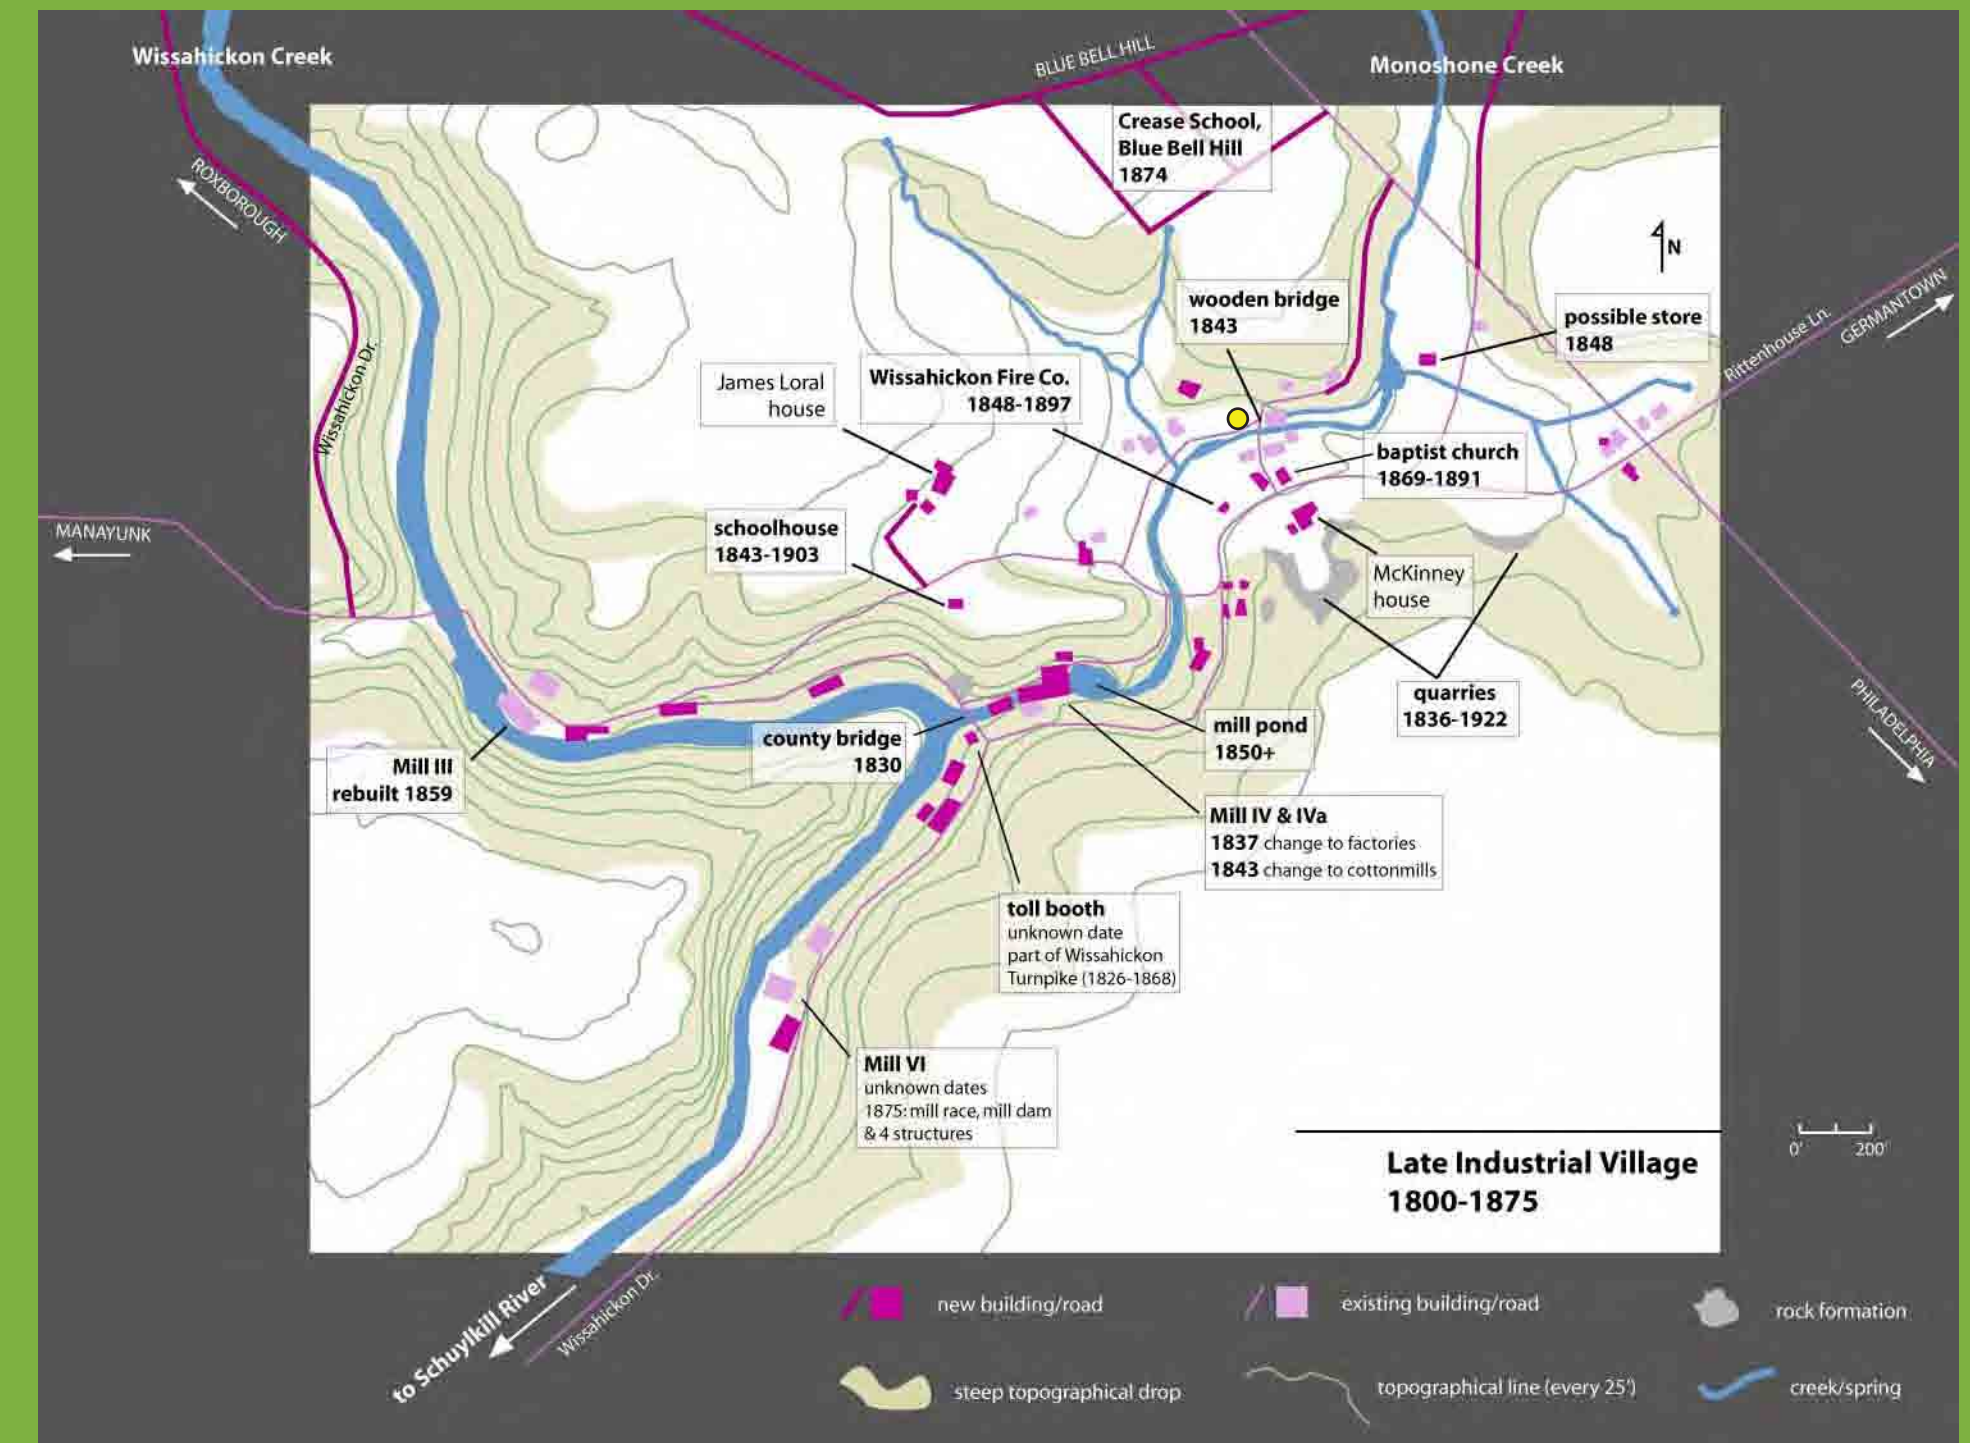 Wissahickon Creek
BLUE BELL HILL
Monoshone Creek
Crease School,
Blue Bell Hill
1874
ROXBOROUGH
N
wooden bridge
1843
possible store
1848
GERMANTOWN
Rittenhouse Ln.
Wissahickon Dr.
James Loral
house
Wissahickon Fire Co.
1848-1897
baptist church
1869-1891
schoolhouse
1843-1903
MANAYUNK
McKinney
house
quarries
1836-1922
PHILADELPHIA
mill pond
1850+
county bridge
1830
Mill III
rebuilt 1859
Mill IV & IVa
1837 change to factories
1843 change to cottonmills
toll booth
unknown date
part of Wissahickon
Turnpike (1826-1868)
Mill VI
unknown dates
1875: mill race, mill dam
& 4 structures
0' 200'
Late Industrial Village
1800-1875
to Schuylkill River
Wissahickon Dr.
new building/road
existing building/road
rock formation
steep topographical drop
topographical line (every 25')
creek/spring